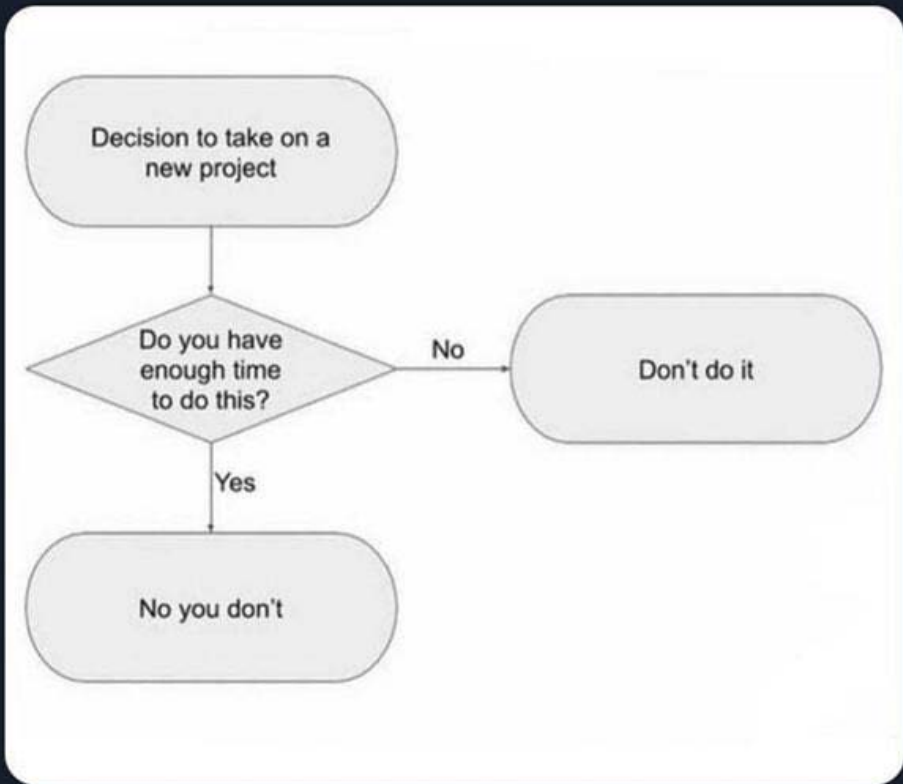 Decision to take on a
new project
Do you have
enough time
to do this?
No
Don't do it
Yes
No you don't